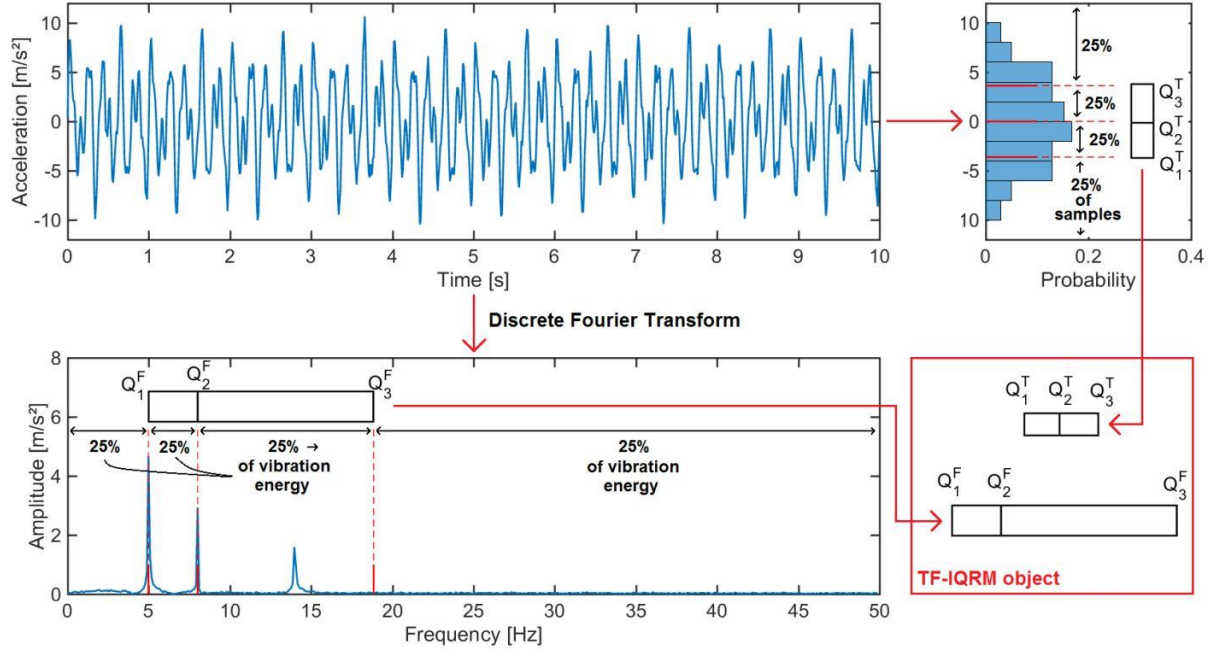 10
5
0
-5
-10
Acceleration [m/s²]
0 1 2 3 4 5 6 7 8 9 10
Time [s]
10
5
0
-5
10
25%
25%
25%
25%
of
samples
Q₃ᵀ
Q₂ᵀ
Q₁ᵀ
0 0.2 0.4
Probability
Discrete Fourier Transform
8
6
4
2
0
Amplitude [m/s²]
Q₁ᶠ Q₂ᶠ Q₃ᶠ
25% 25% 25% → 25%
of vibration of vibration
energy energy
0 5 10 15 20 25 30 35 40 45 50
Frequency [Hz]
Q₁ᵀ Q₂ᵀ Q₃ᵀ
Q₁ᶠ Q₂ᶠ Q₃ᶠ
TF-IQRM object